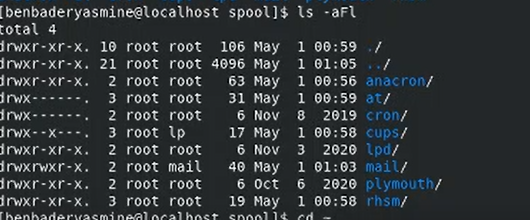 [benbaderyasmine@localhost spool]$ ls -aFl
total 4
drwxr-xr-x. 10 root root  106 May  1 00:59 ./
drwxr-xr-x. 21 root root 4096 May  1 01:05 ../
drwxr-xr-x.  2 root root   63 May  1 00:56 anacron/
drwx------.  3 root root   31 May  1 00:59 at/
drwx------.  2 root root    6 Nov  8  2019 cron/
drwx--x---.  3 root lp     17 May  1 00:58 cups/
drwxr-xr-x.  2 root root    6 Nov  3  2020 lpd/
drwxrwxr-x.  2 root mail   40 May  1 01:03 mail/
drwxr-xr-x.  2 root root    6 Oct  6  2020 plymouth/
drwxr-xr-x.  3 root root   19 May  1 00:58 rhsm/
[benbaderyasmine@localhost spool]$ cd ~